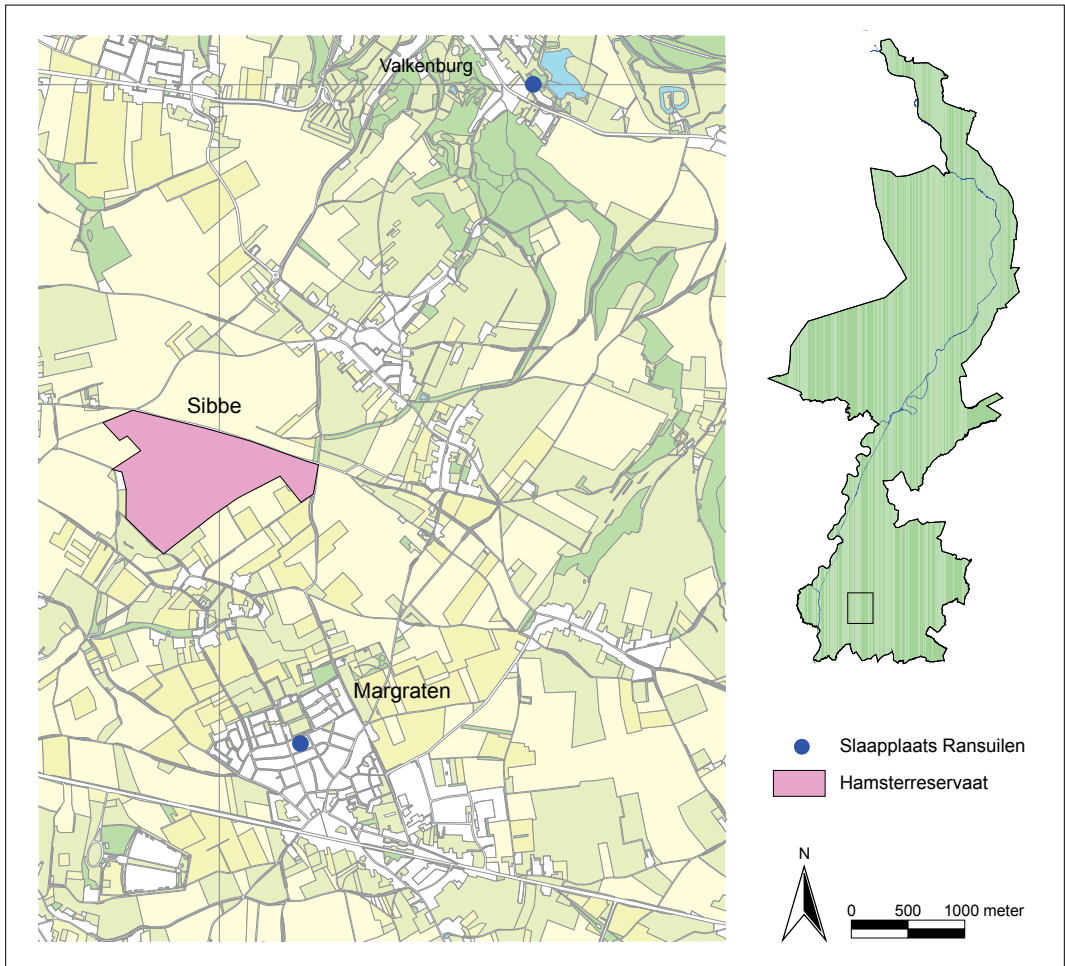 Valkenburg
Sibbe
Margraten
Slaapplaats Ransuilen
Hamsterreservaat
N
0 500 1000 meter